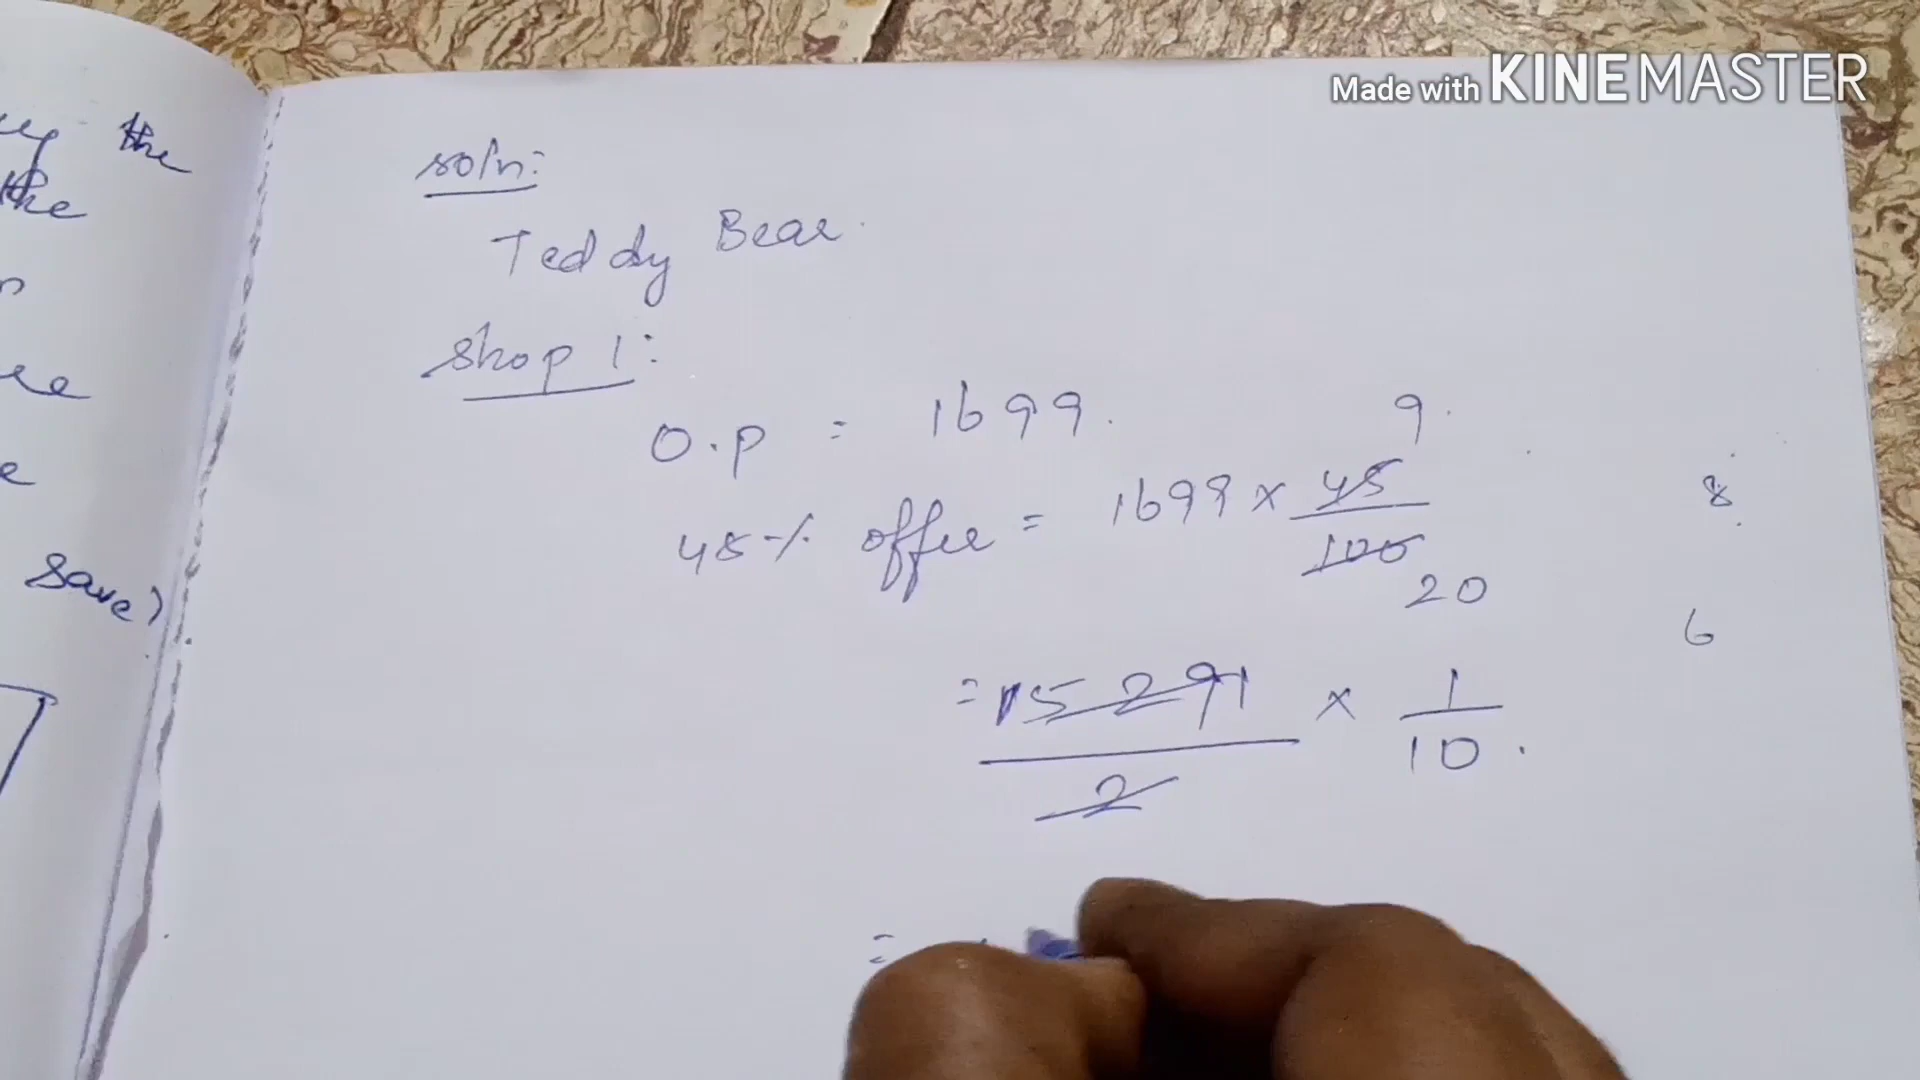 Made with KINEMASTER
the
the
save)
soln:
Teddy Bear.
Shop 1:
O.P = 1699.
9.
45% offer = 1699 × 45/100
20
8
6
= 15291/2 × 1/10.
=